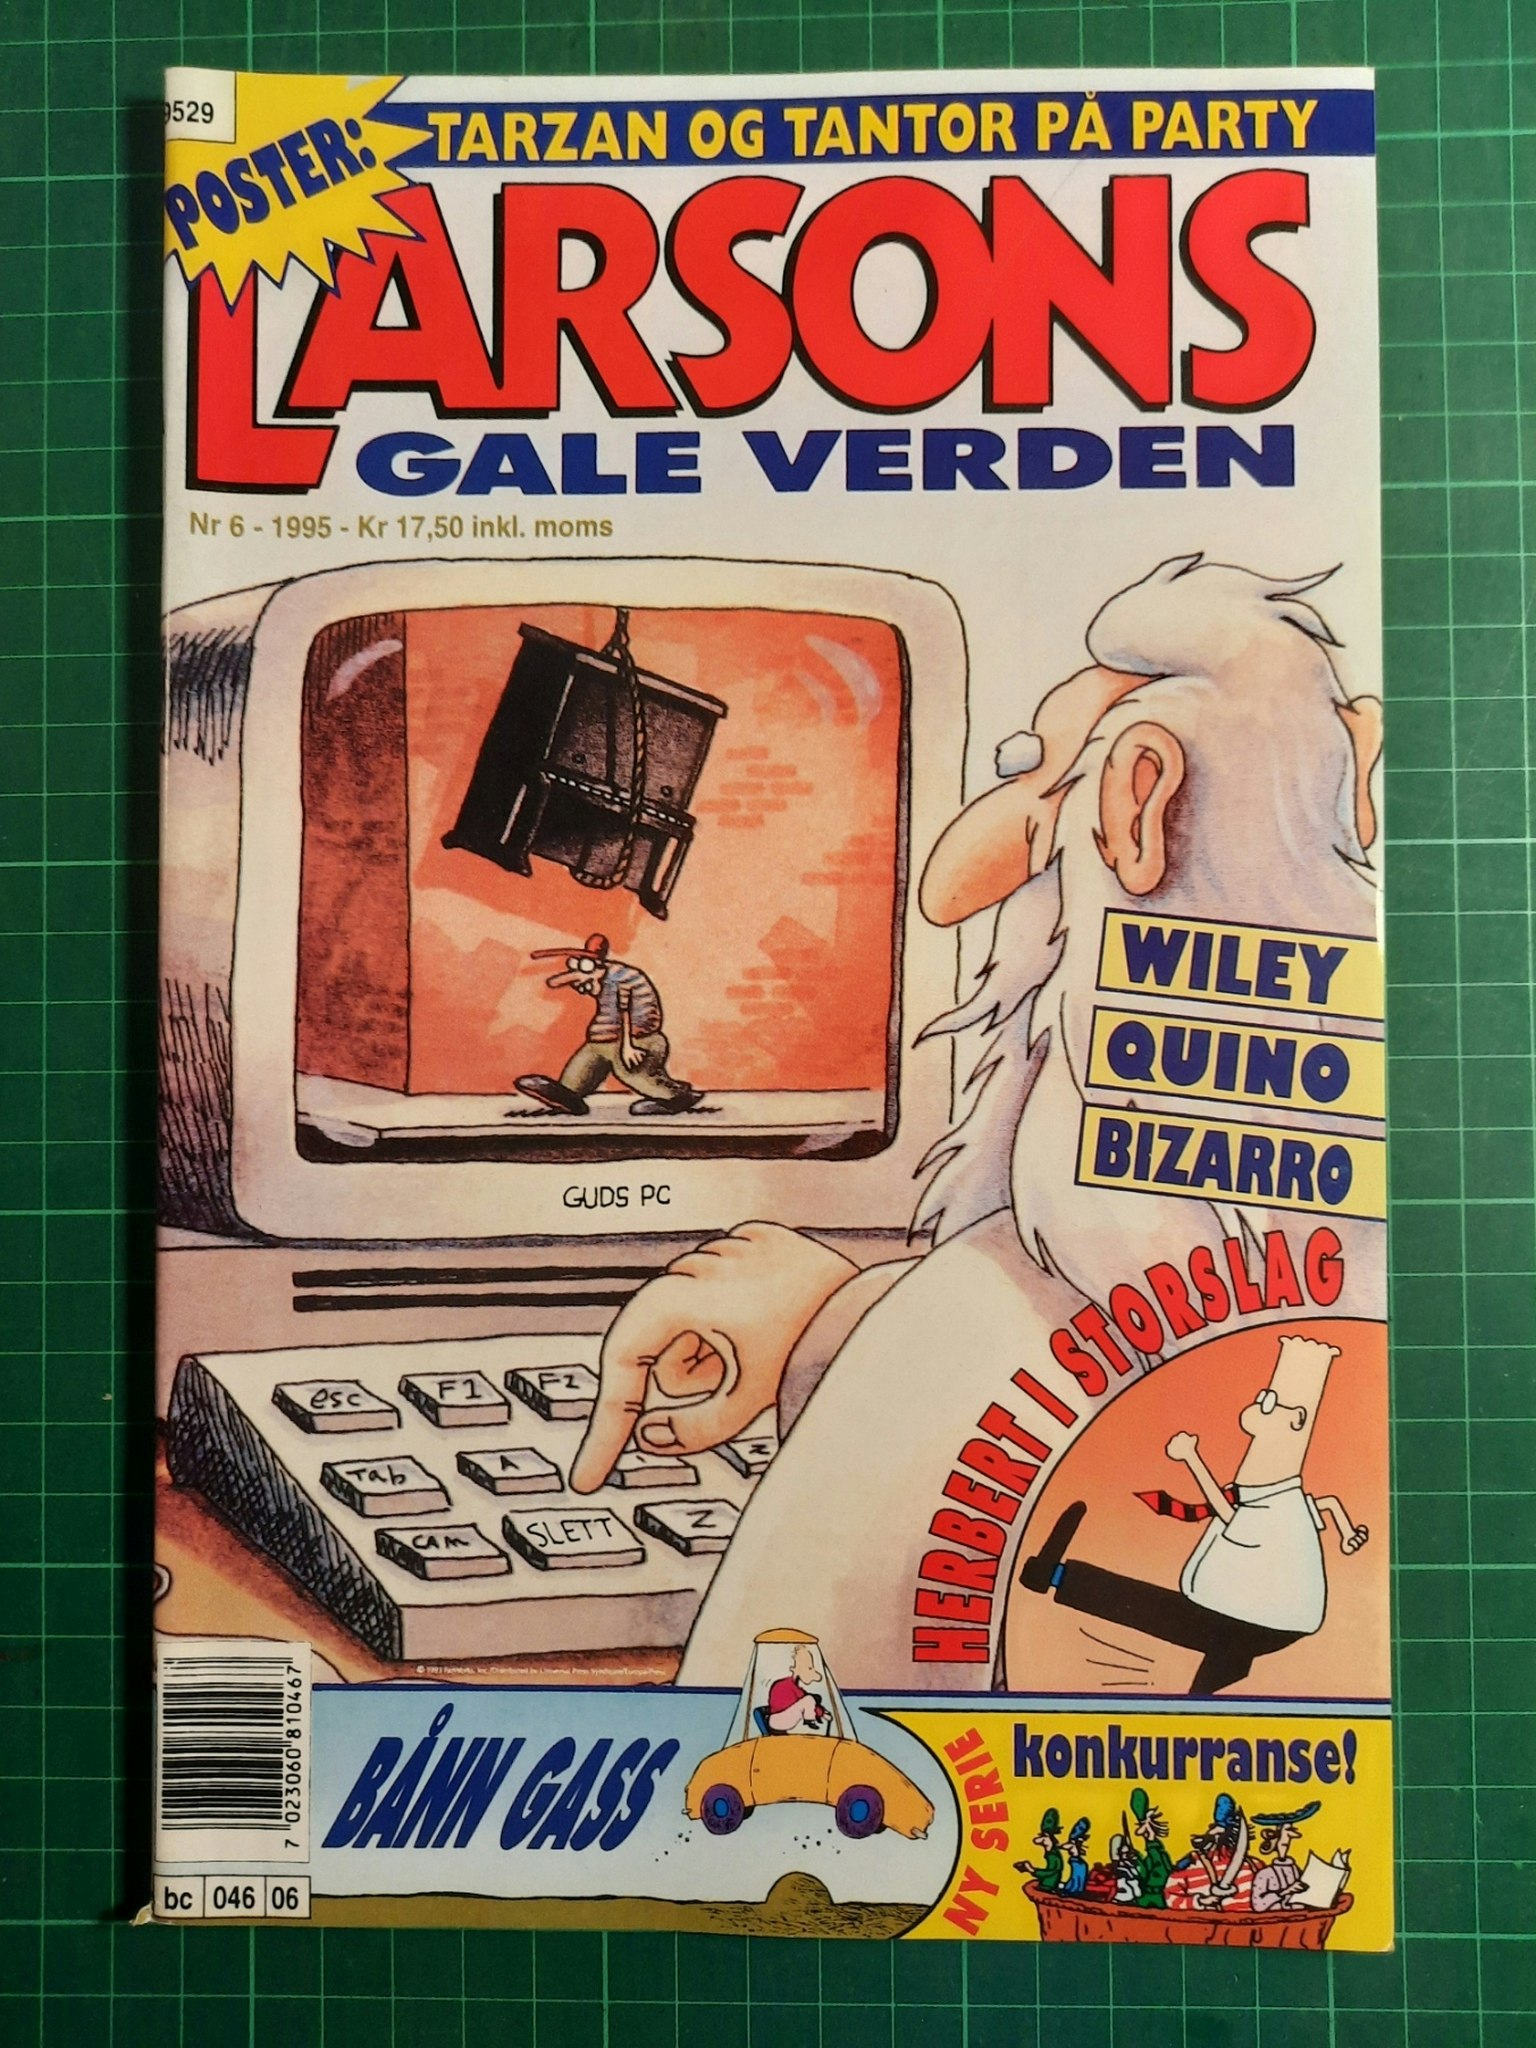 9529
POSTER:
TARZAN OG TANTOR PÅ PARTY
LARSONS
GALE VERDEN
Nr 6 - 1995 - Kr 17,50 inkl. moms
WILEY
QUINO
BIZARRO
GUDS PC
HERBERT I STORSLAG
esc
F1
F2
Tab
A
SLETT
Z
BÅNN GASS
NY SERIE
konkurranse!
7 023060 810467
bc 046 06